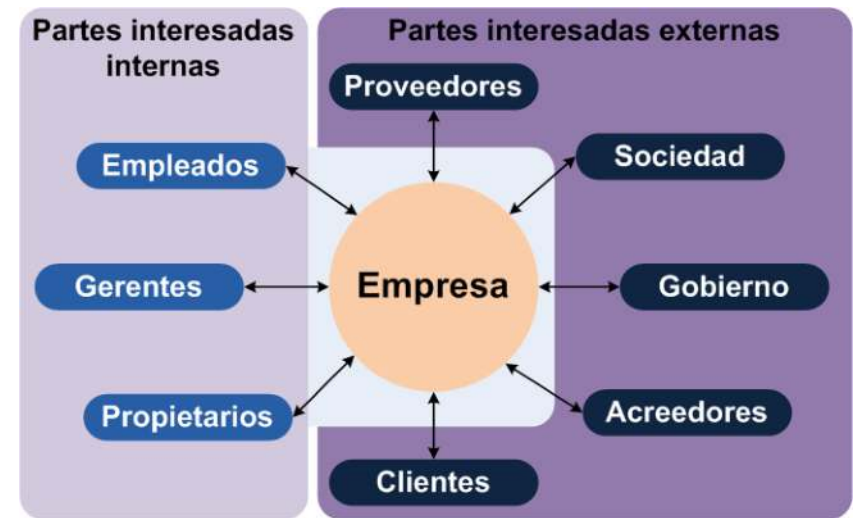 Partes interesadas
internas
Partes interesadas externas
Proveedores
Empleados
Sociedad
Gerentes
Empresa
Gobierno
Propietarios
Acreedores
Clientes